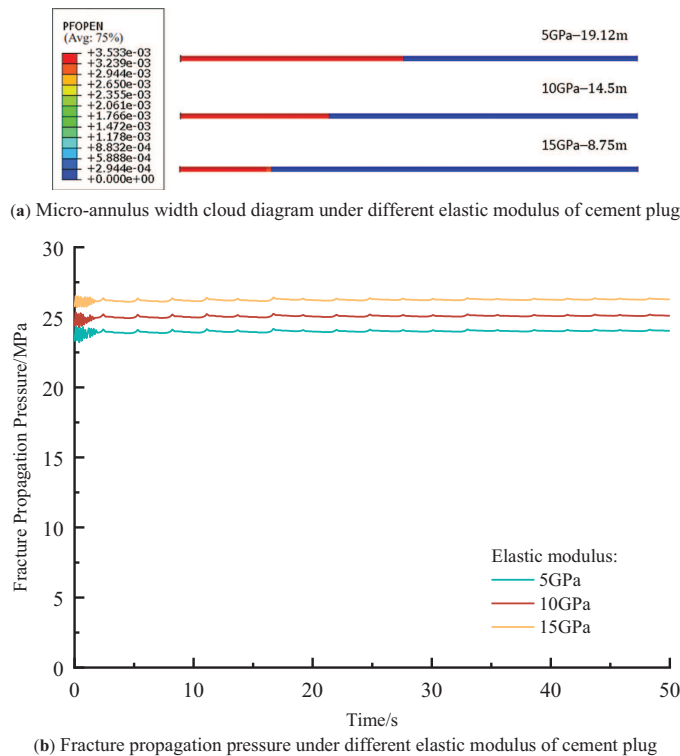 PFOPEN
(Avg: 75%)
+3.533e-03
+3.239e-03
+2.944e-03
+2.650e-03
+2.355e-03
+2.061e-03
+1.766e-03
+1.472e-03
+1.178e-03
+8.832e-04
+5.888e-04
+2.944e-04
+0.000e+00
5GPa–19.12m
10GPa–14.5m
15GPa–8.75m
(a) Micro-annulus width cloud diagram under different elastic modulus of cement plug
30
25
20
15
10
5
0
Fracture Propagation Pressure/MPa
Elastic modulus:
5GPa
10GPa
15GPa
0 10 20 30 40 50
Time/s
(b) Fracture propagation pressure under different elastic modulus of cement plug